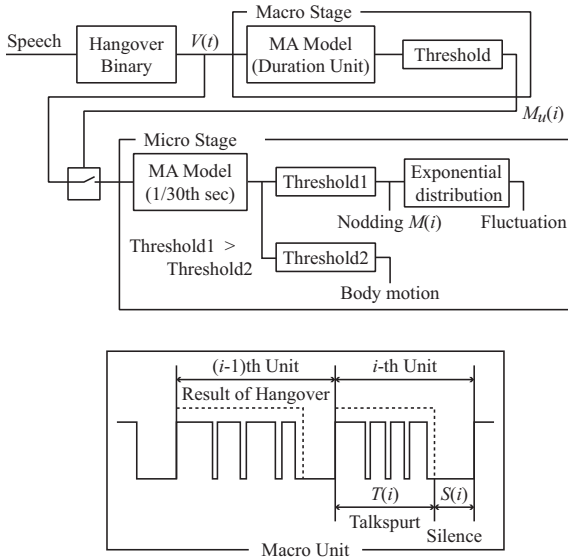 Macro Stage
Speech
Hangover
Binary
V(t)
MA Model
(Duration Unit)
Threshold
Mu(i)
Micro Stage
MA Model
(1/30th sec)
Threshold1
Exponential
distribution
Nodding M(i)
Fluctuation
Threshold1 >
Threshold2
Threshold2
Body motion
(i-1)th Unit
i-th Unit
Result of Hangover
T(i)
S(i)
Talkspurt
Silence
Macro Unit